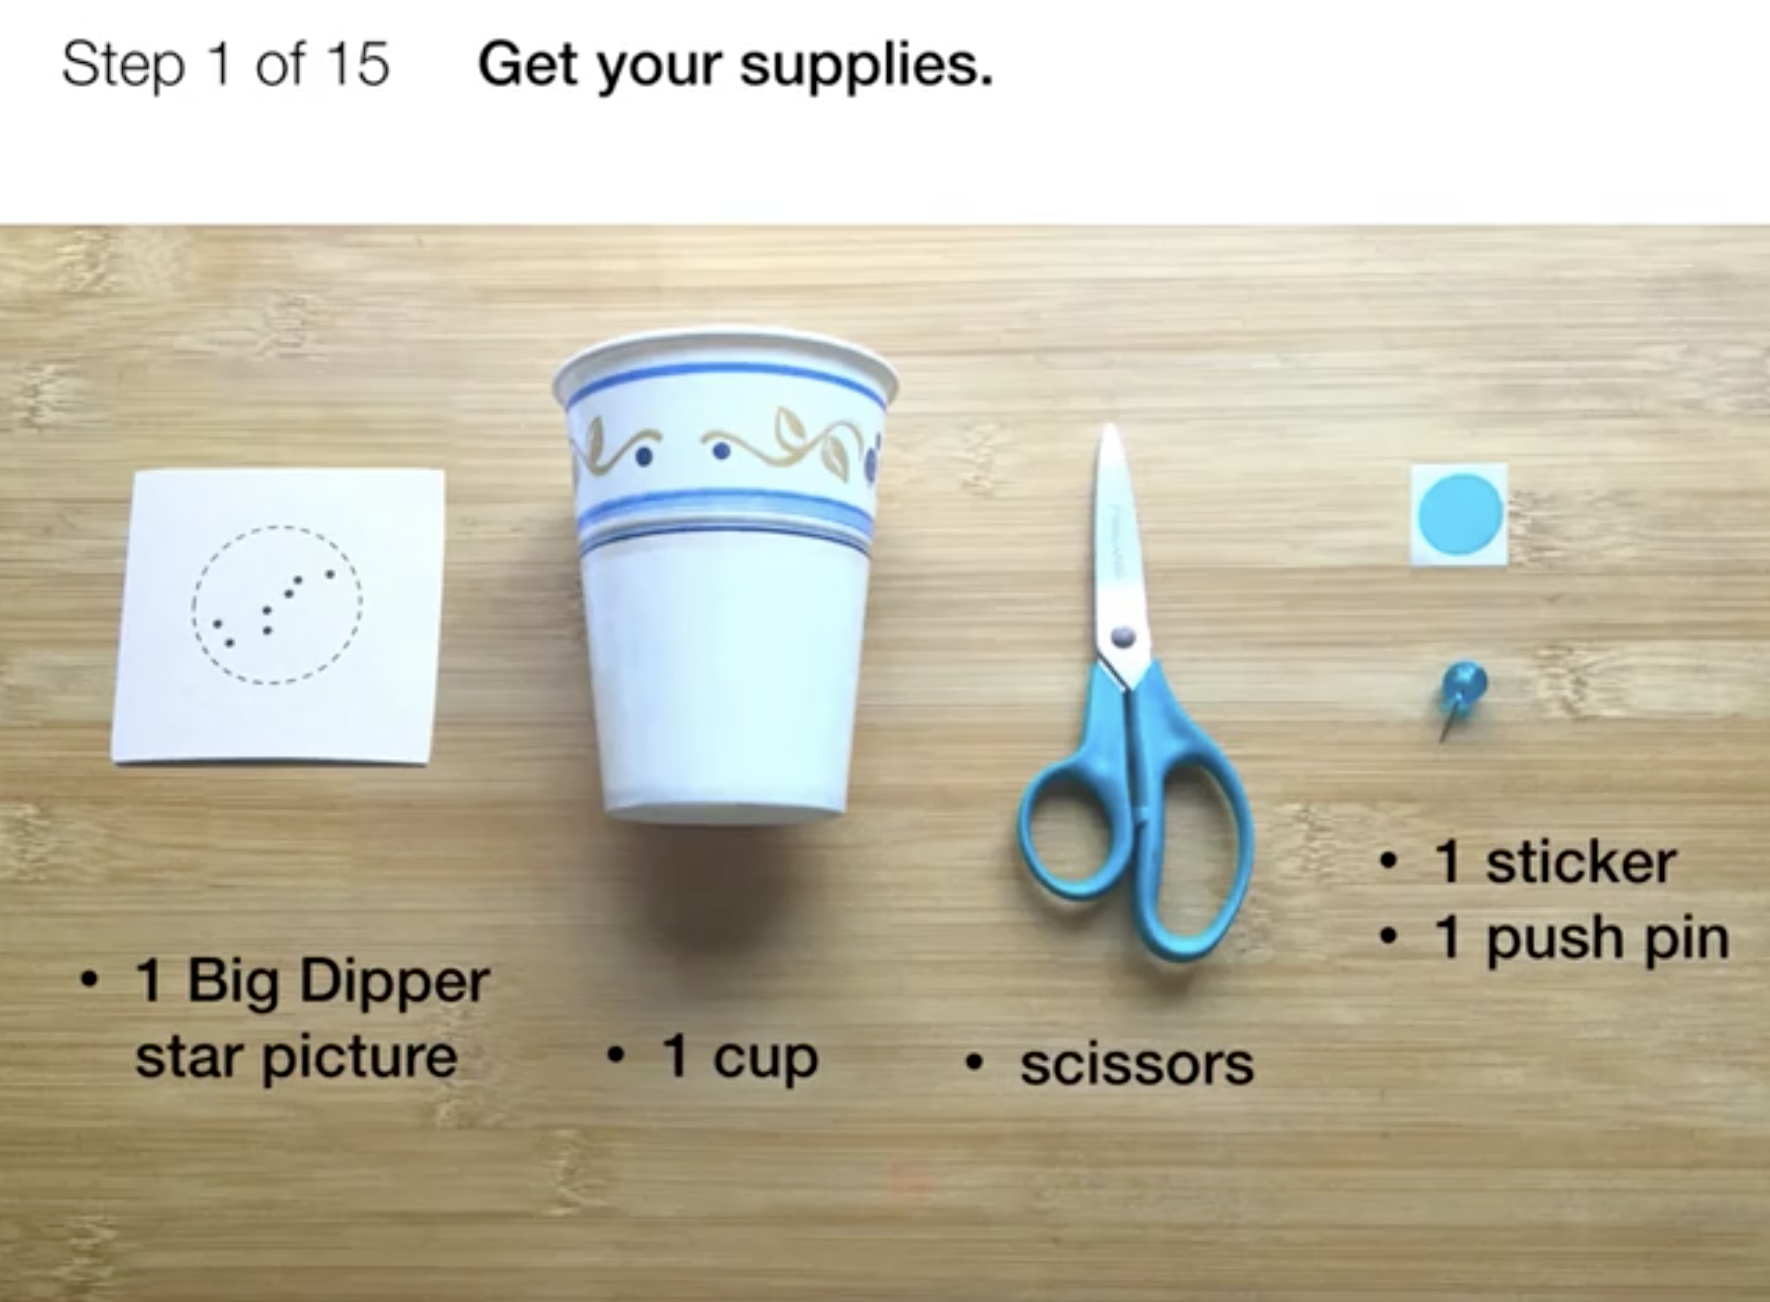 Step 1 of 15 Get your supplies.
• 1 Big Dipper
star picture
• 1 cup
• scissors
• 1 sticker
• 1 push pin